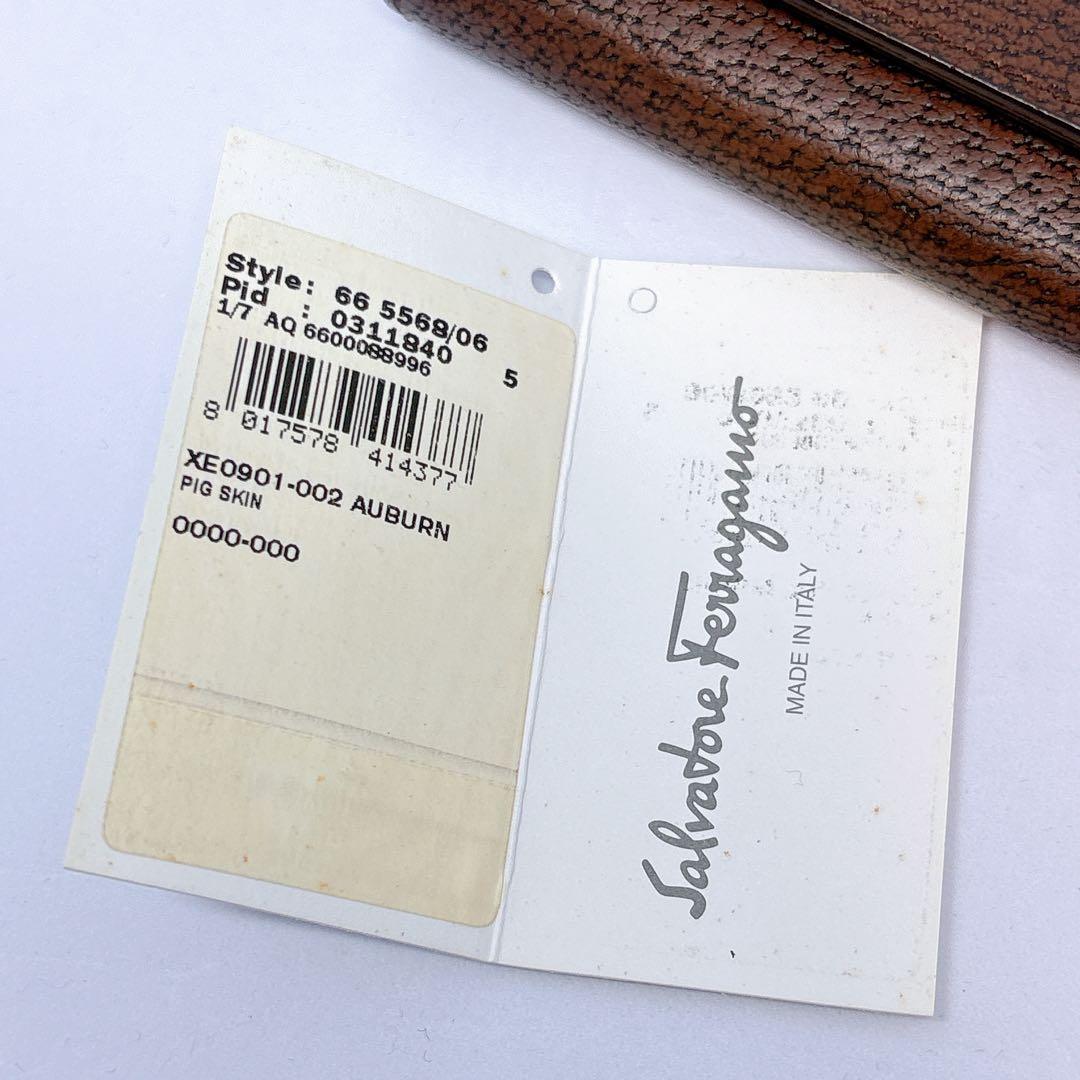 Style: 66 5568/06
Pid : 0311840 5
1/7 AQ 6600088996
8 017578 414377
XE0901-002 AUBURN
PIG SKIN
0000-000
Salvatore Ferragamo
MADE IN ITALY